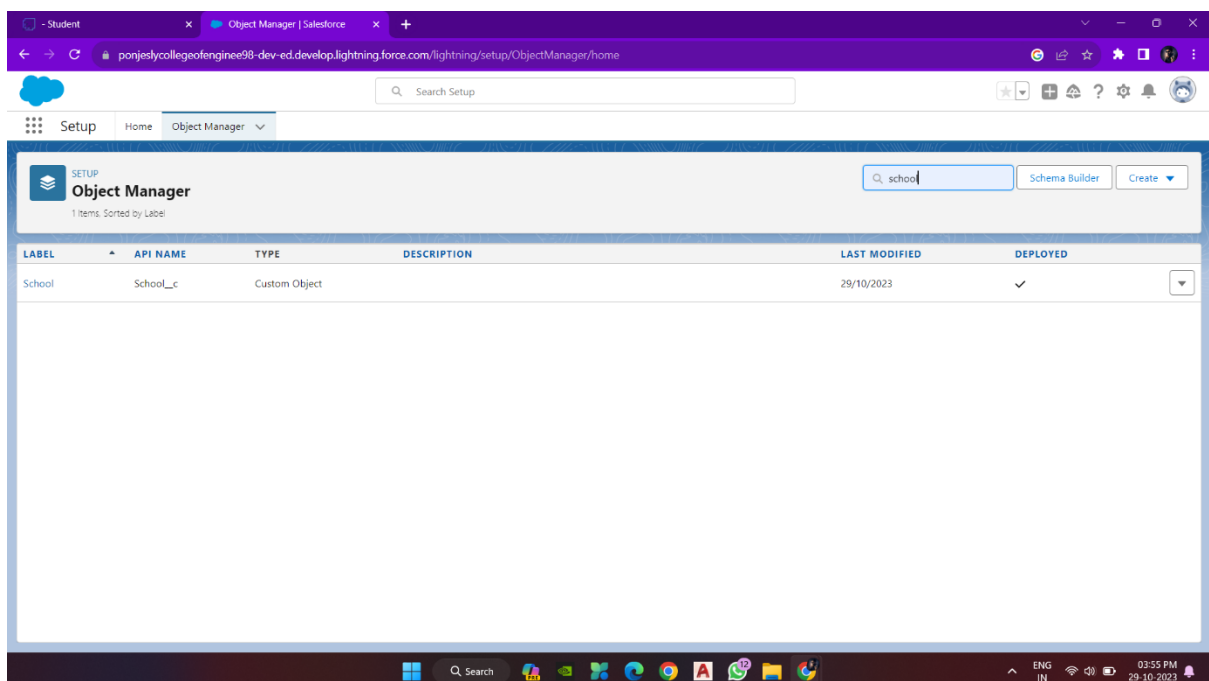 - Student
Object Manager | Salesforce
ponjeslycollegeofenginee98-dev-ed.develop.lightning.force.com/lightning/setup/ObjectManager/home
Search Setup
Setup Home Object Manager
SETUP
Object Manager
1 Items. Sorted by Label
school
Schema Builder
Create
LABEL API NAME TYPE DESCRIPTION LAST MODIFIED DEPLOYED
School School__c Custom Object 29/10/2023
Search
PRE
A
12
ENG
IN
03:55 PM
29-10-2023